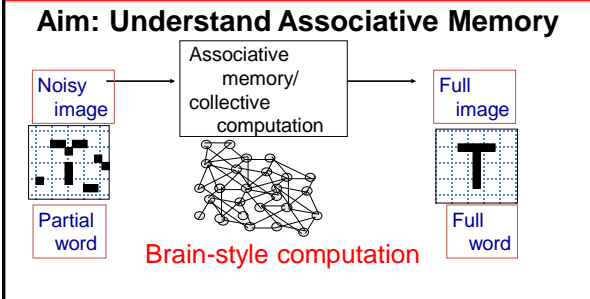 Aim: Understand Associative Memory
Associative
memory/
collective
computation
Noisy
image
Full
image
T
Partial
word
Full
word
Brain-style computation